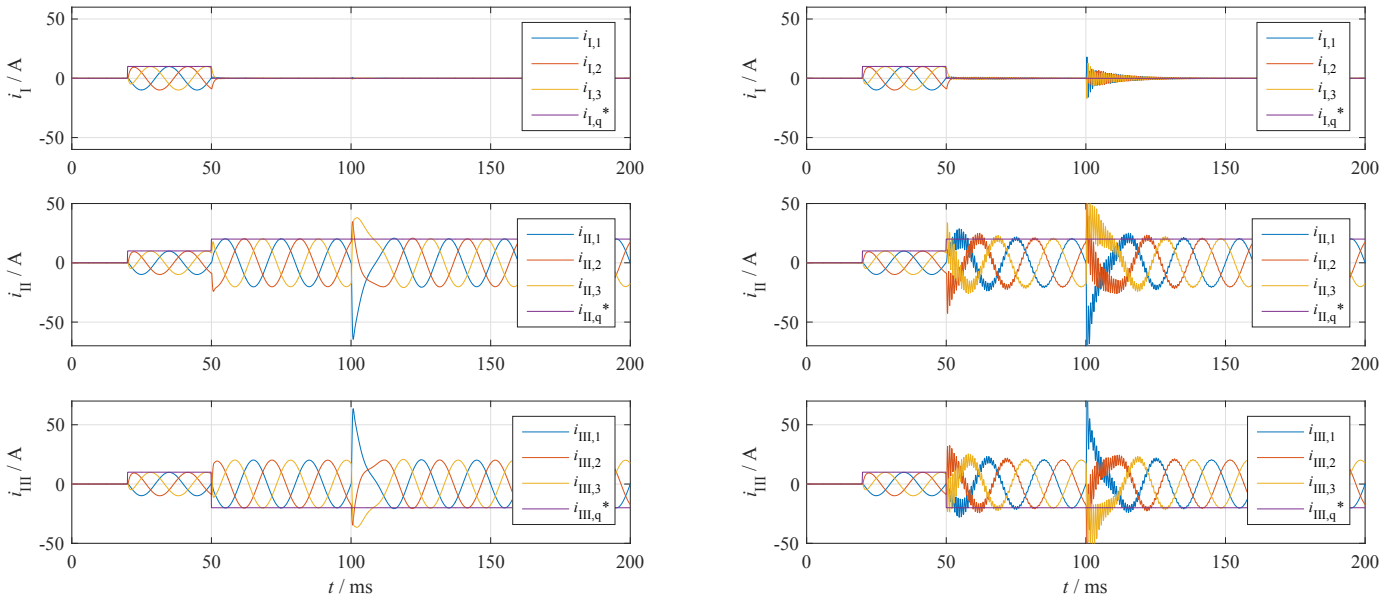 50
0
-50
i_I / A
i_I,1
i_I,2
i_I,3
i_I,q*
0 50 100 150 200
50
0
-50
i_II / A
i_II,1
i_II,2
i_II,3
i_II,q*
0 50 100 150 200
50
0
-50
i_III / A
i_III,1
i_III,2
i_III,3
i_III,q*
0 50 100 150 200
t / ms
50
0
-50
i_I / A
i_I,1
i_I,2
i_I,3
i_I,q*
0 50 100 150 200
50
0
-50
i_II / A
i_II,1
i_II,2
i_II,3
i_II,q*
0 50 100 150 200
50
0
-50
i_III / A
i_III,1
i_III,2
i_III,3
i_III,q*
0 50 100 150 200
t / ms